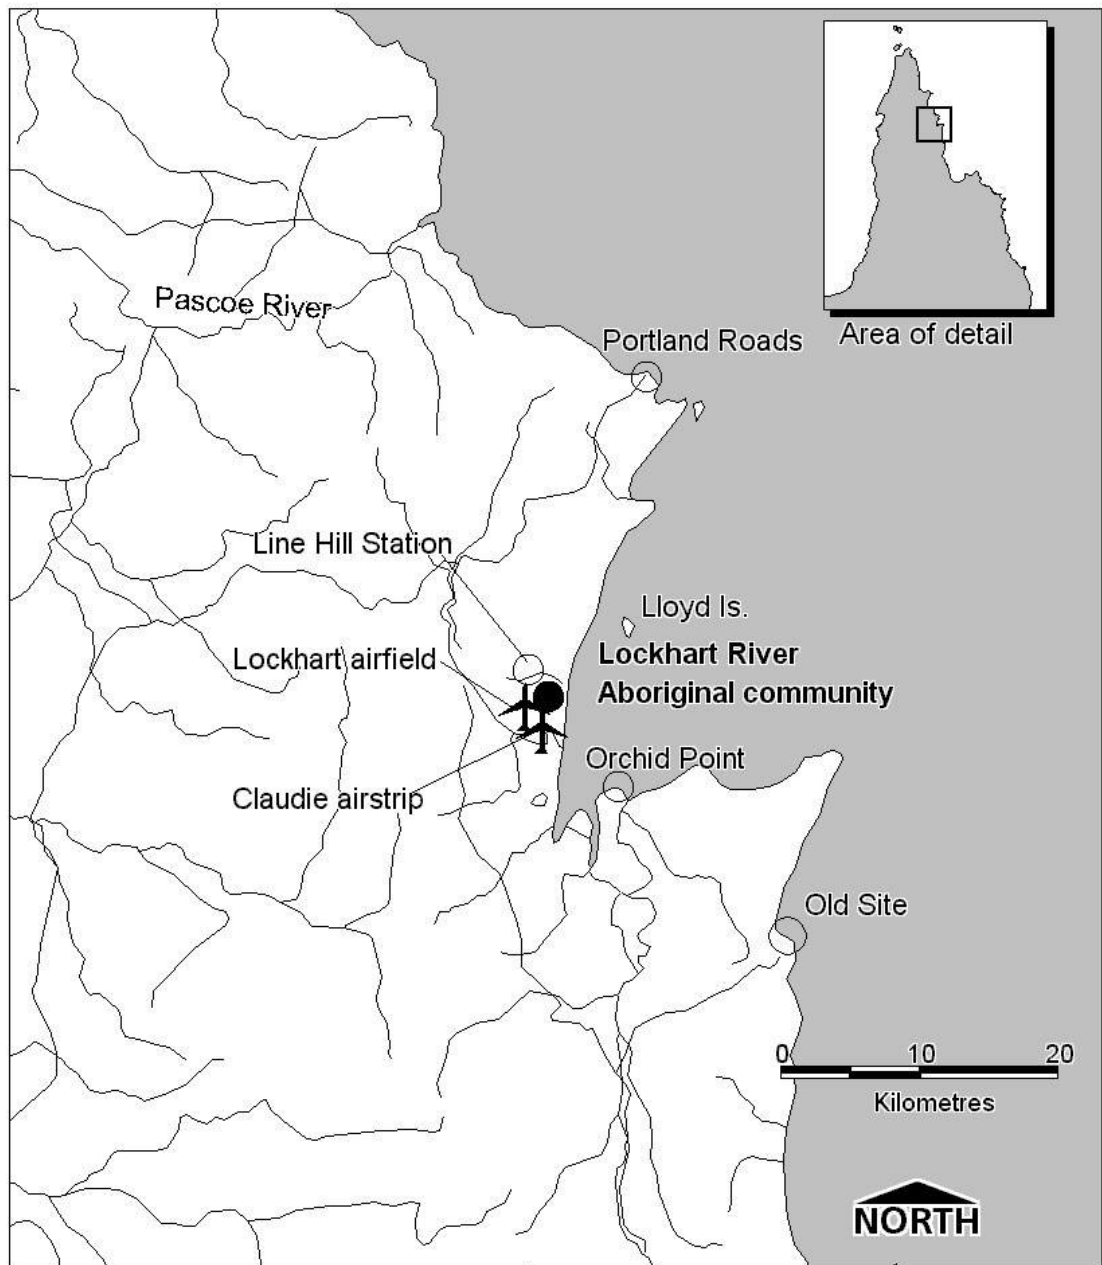 Area of detail
Pascoe River
Portland Roads
Line Hill Station
Lloyd Is.
Lockhart airfield
Lockhart River
Aboriginal community
Orchid Point
Claudie airstrip
Old Site
0 10 20
Kilometres
NORTH